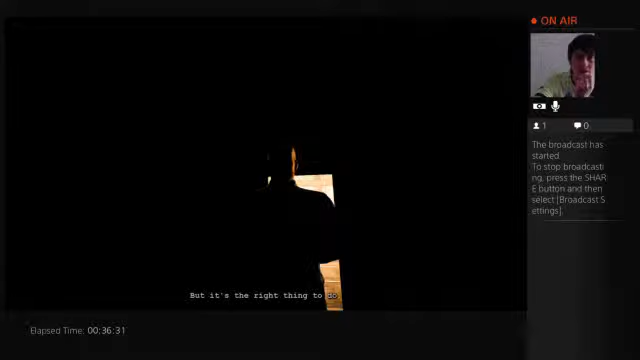 ON AIR
1 0
The broadcast has
started
To stop broadcasti
ng, press the SHAR
E button and then
select [Broadcast S
ettings].
But it's the right thing to do
Elapsed Time: 00:36:31